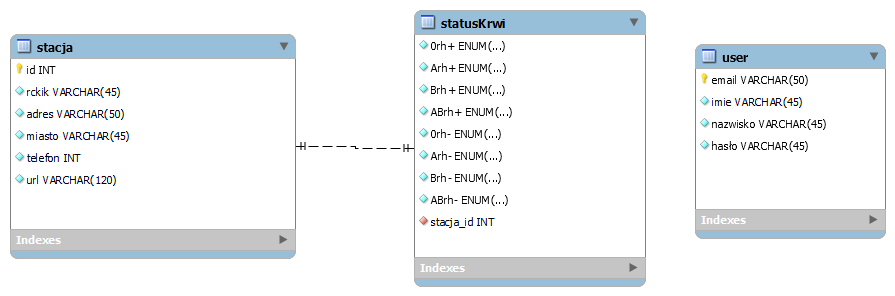 stacja
id INT
rckik VARCHAR(45)
adres VARCHAR(50)
miasto VARCHAR(45)
telefon INT
url VARCHAR(120)
Indexes
statusKrwi
0rh+ ENUM(...)
Arh+ ENUM(...)
Brh+ ENUM(...)
ABrh+ ENUM(...)
0rh- ENUM(...)
Arh- ENUM(...)
Brh- ENUM(...)
ABrh- ENUM(...)
stacja_id INT
Indexes
user
email VARCHAR(50)
imie VARCHAR(45)
nazwisko VARCHAR(45)
hasło VARCHAR(45)
Indexes